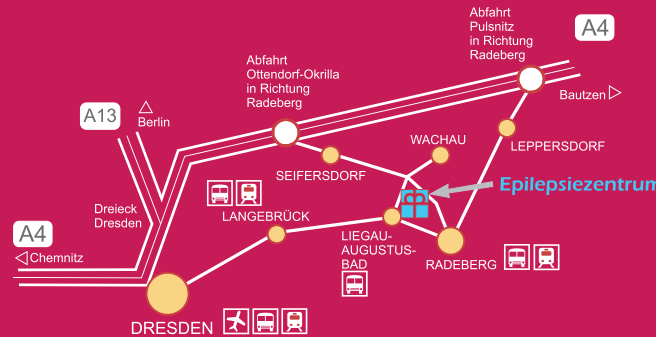 Abfahrt
Pulsnitz
in Richtung
Radeberg
A4
Abfahrt
Ottendorf-Okrilla
in Richtung
Radeberg
Bautzen
A13
Berlin
WACHAU
LEPPERSDORF
SEIFERSDORF
Epilepsiezentrum
Dreieck
Dresden
LANGEBRÜCK
A4
Chemnitz
LIEGAU-
AUGUSTUS-
BAD
RADEBERG
DRESDEN